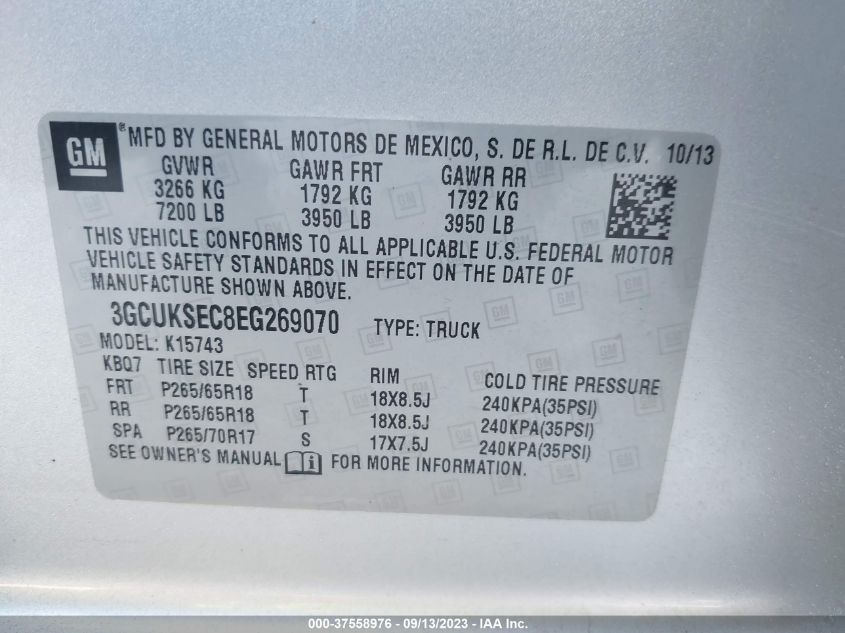 GM ® MFD BY GENERAL MOTORS DE MEXICO, S. DE R.L. DE C.V. 10/13
GVWR GAWR FRT GAWR RR
3266 KG 1792 KG 1792 KG
7200 LB 3950 LB 3950 LB
THIS VEHICLE CONFORMS TO ALL APPLICABLE U.S. FEDERAL MOTOR
VEHICLE SAFETY STANDARDS IN EFFECT ON THE DATE OF
MANUFACTURE SHOWN ABOVE.
3GCUKSEC8EG269070 TYPE: TRUCK
MODEL: K15743
KBQ7 TIRE SIZE SPEED RTG RIM COLD TIRE PRESSURE
FRT P265/65R18 T 18X8.5J 240KPA(35PSI)
RR P265/65R18 T 18X8.5J 240KPA(35PSI)
SPA P265/70R17 S 17X7.5J 240KPA(35PSI)
SEE OWNER'S MANUAL i FOR MORE INFORMATION.
000-37558976 - 09/13/2023 - IAA Inc.